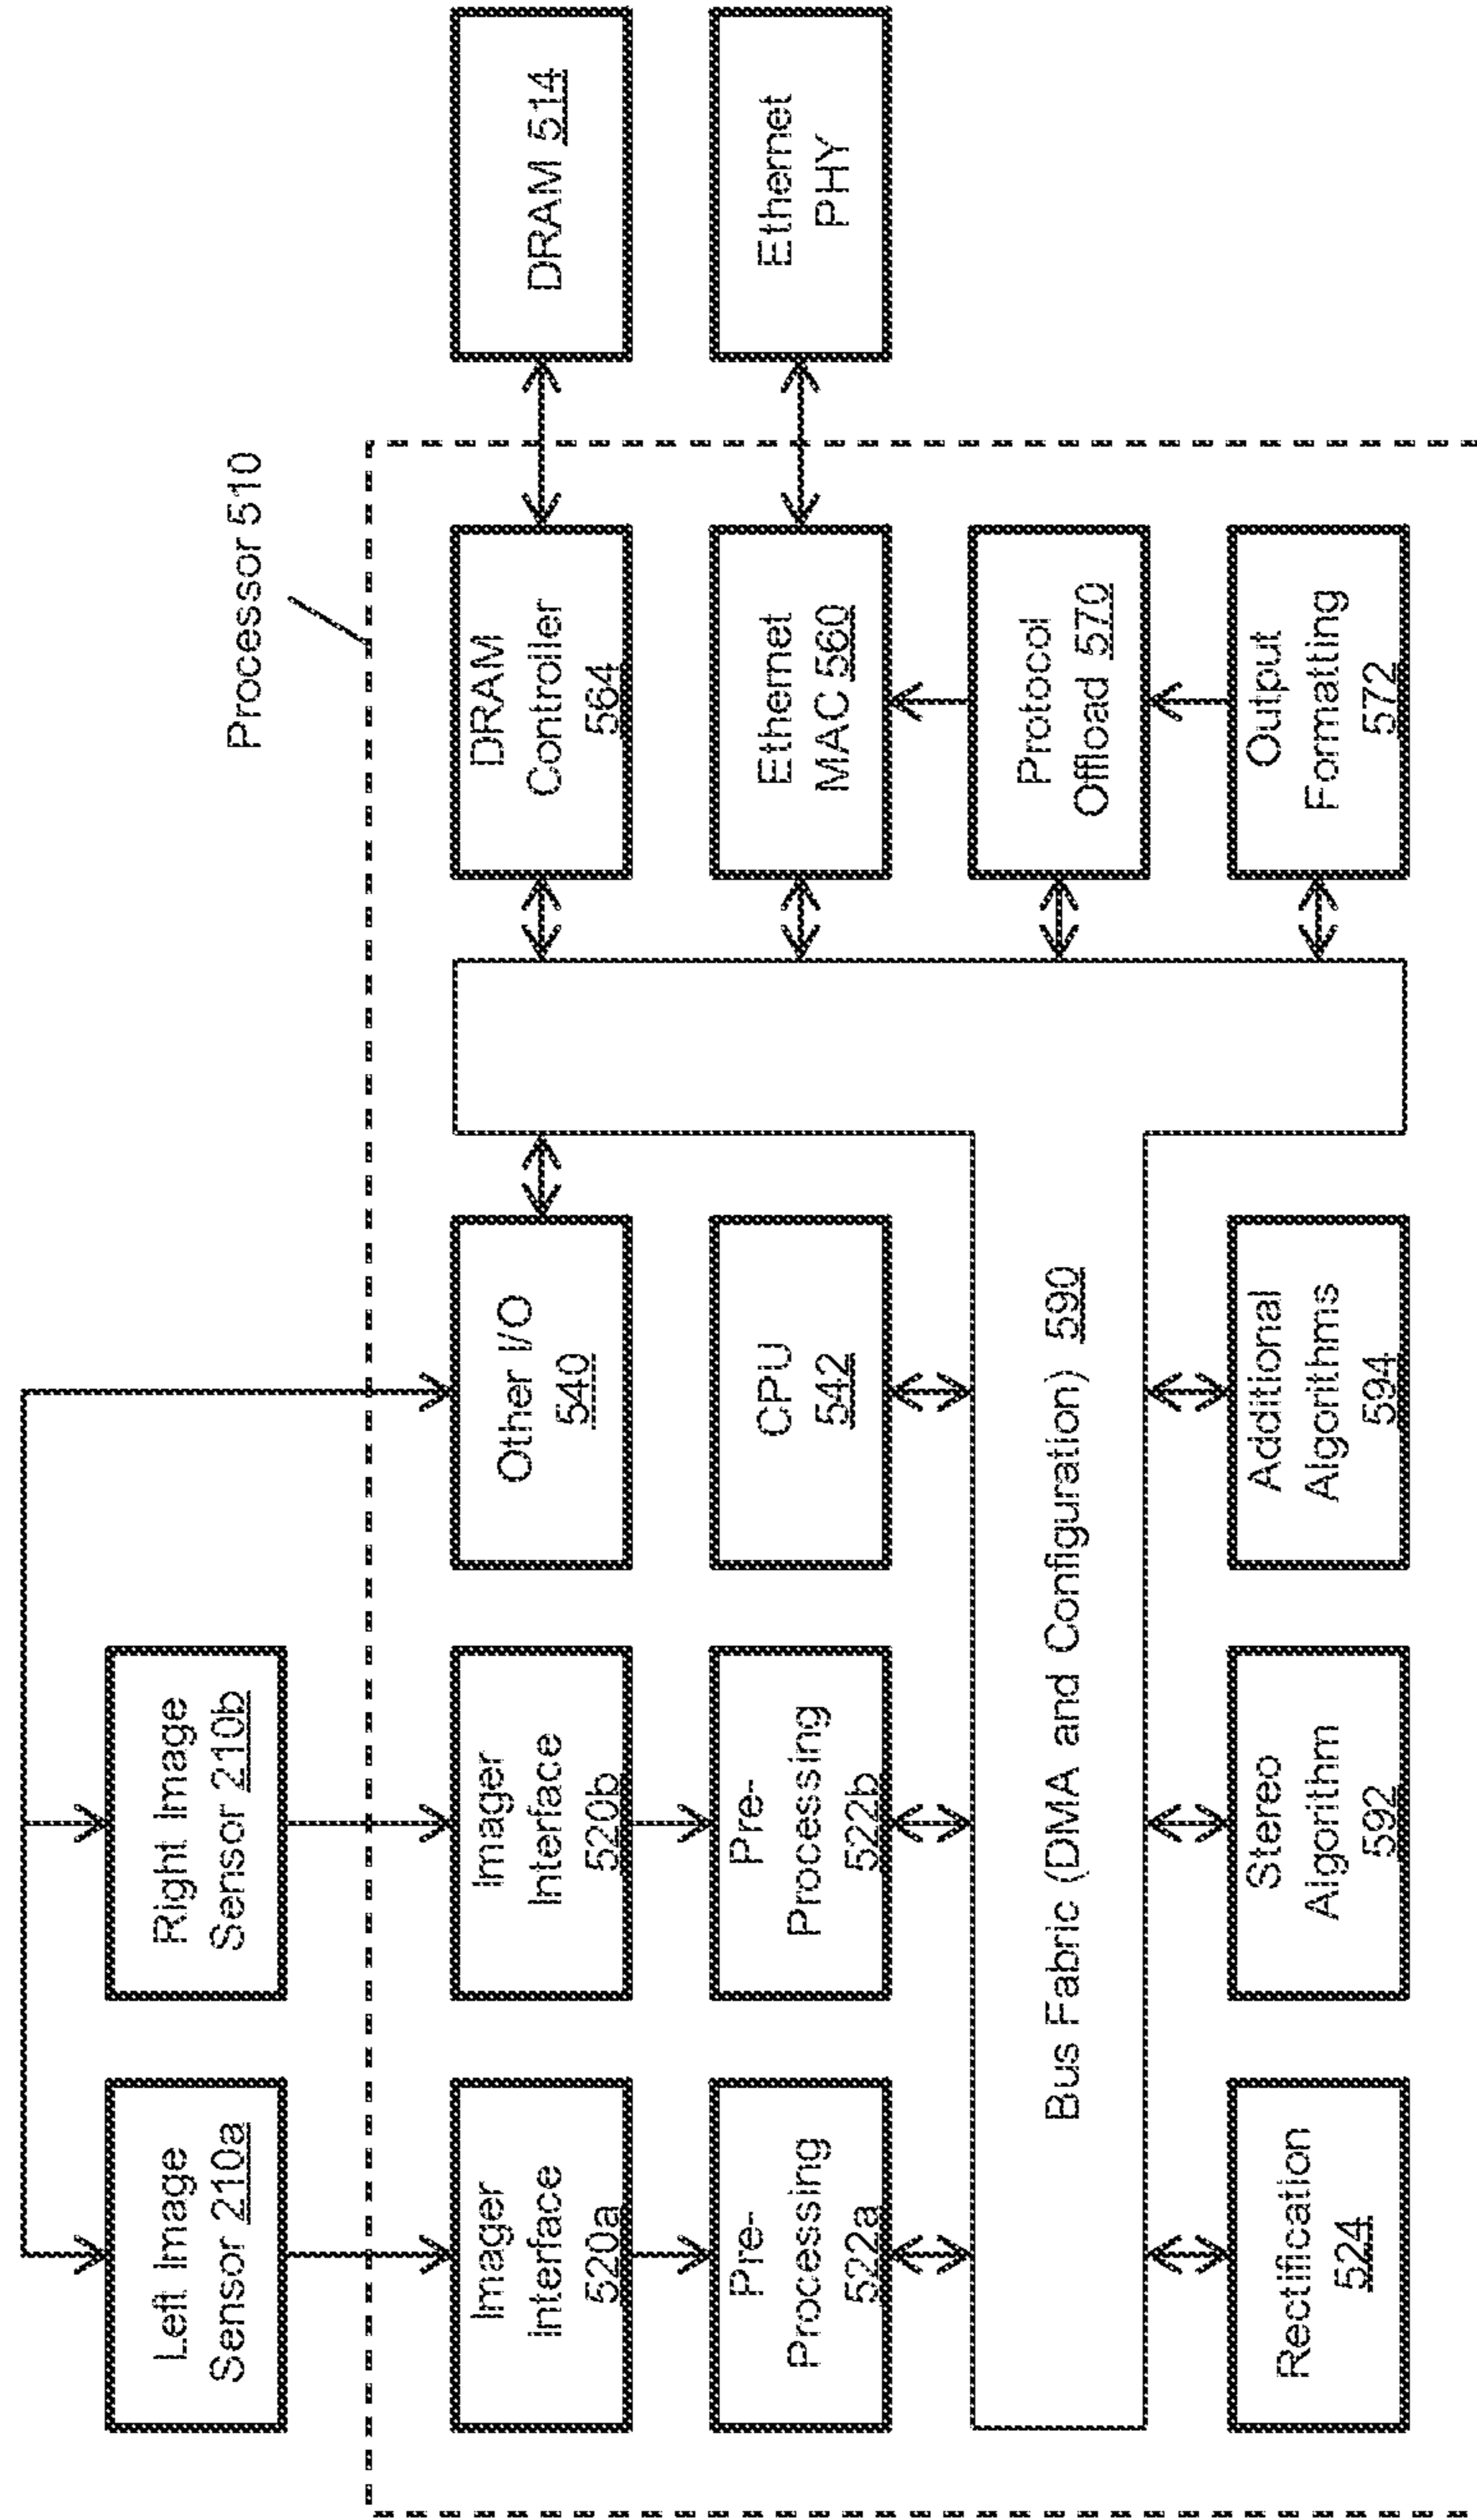 Left Image
Sensor 210a
Right Image
Sensor 210b
Processor 510
Imager
Interface
520a
Imager
Interface
520b
Other I/O
540
DRAM
Controller
564
DRAM 514
Pre-
Processing
522a
Pre-
Processing
522b
CPU
542
Ethernet
MAC 560
Ethernet
PHY
Bus Fabric (DMA and Configuration) 590
Protocol
Offload 570
Rectification
524
Stereo
Algorithm
592
Additional
Algorithms
594
Output
Formatting
572